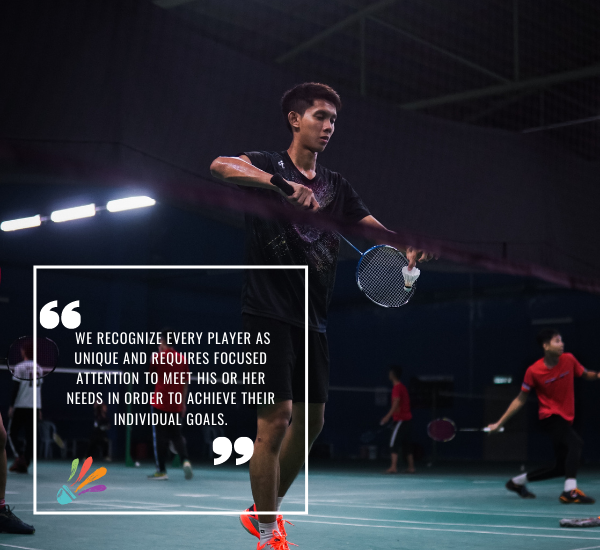 WE RECOGNIZE EVERY PLAYER AS
UNIQUE AND REQUIRES FOCUSED
ATTENTION TO MEET HIS OR HER
NEEDS IN ORDER TO ACHIEVE THEIR
INDIVIDUAL GOALS.